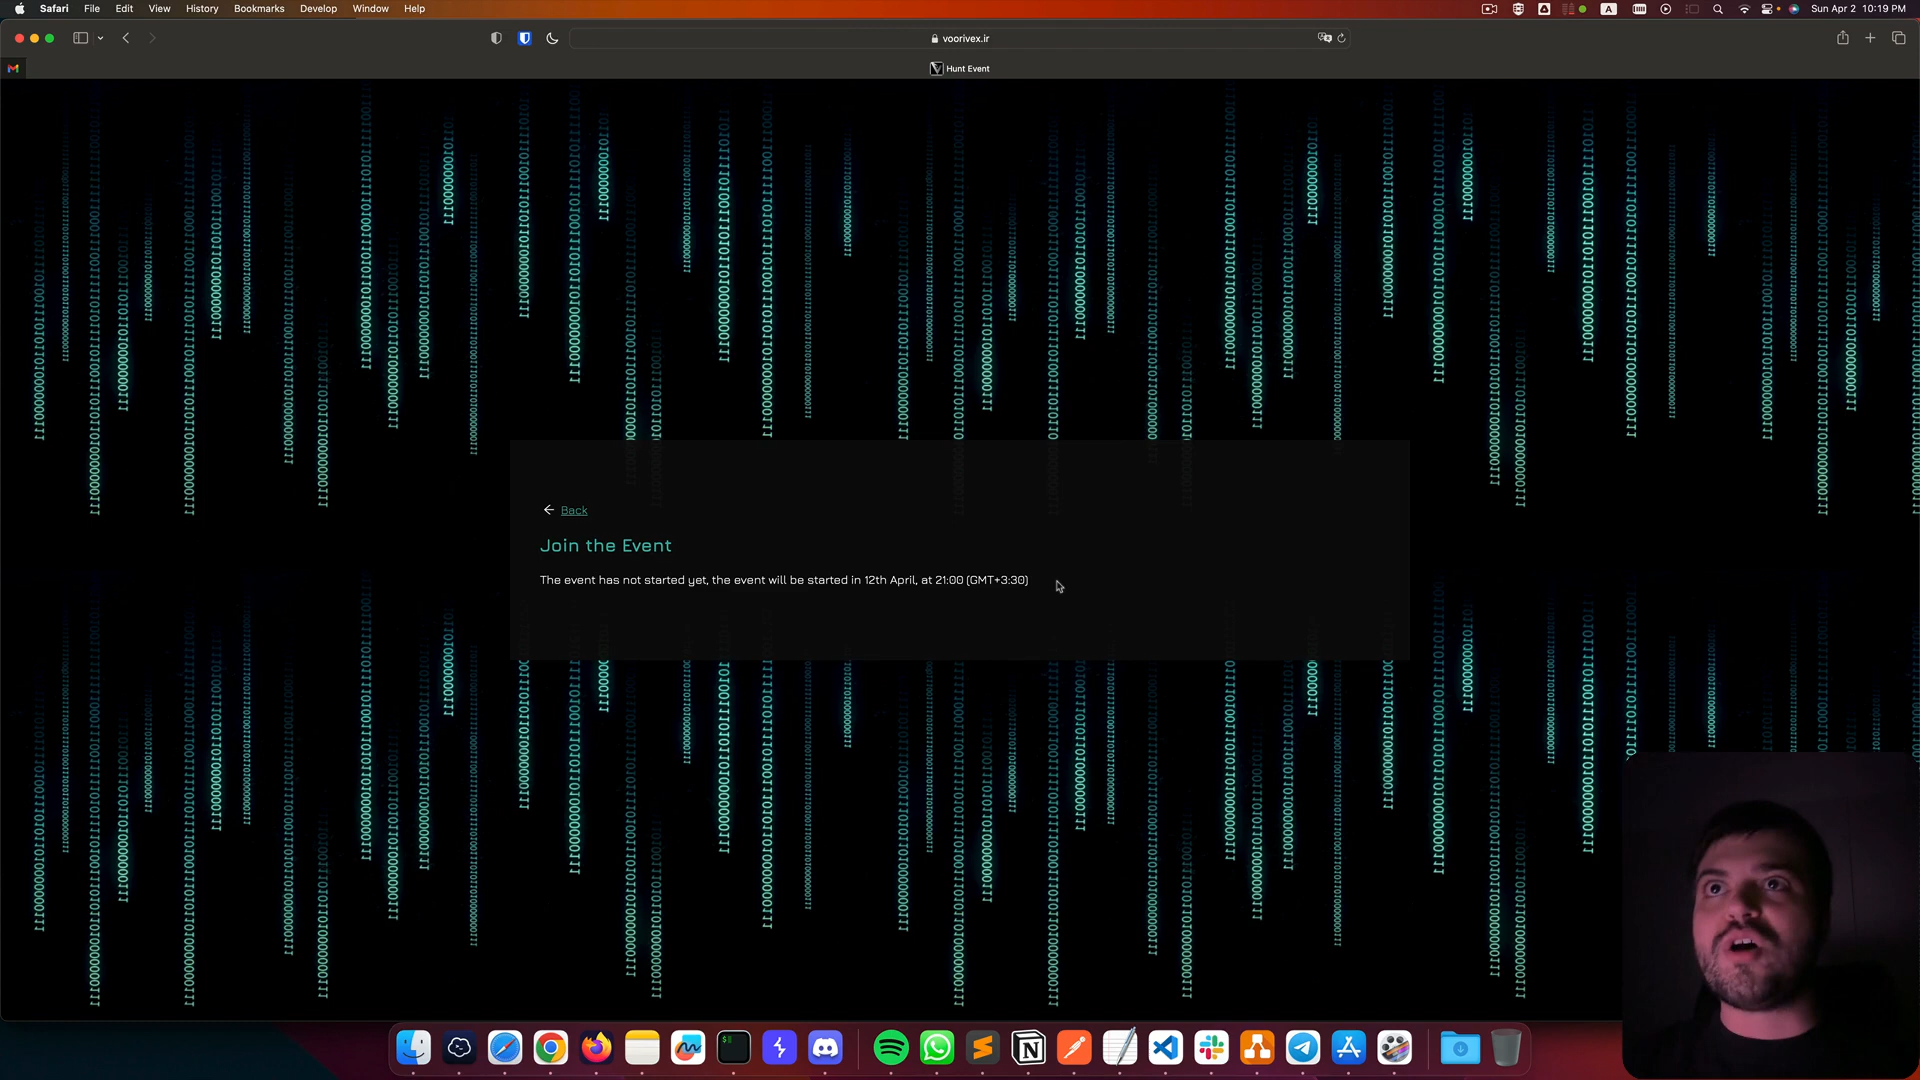 Safari File Edit View History Bookmarks Develop Window Help
A
Sun Apr 2 10:19 PM
voorivex.ir
Hunt Event
Back
Join the Event
The event has not started yet, the event will be started in 12th April, at 21:00 (GMT+3:30)